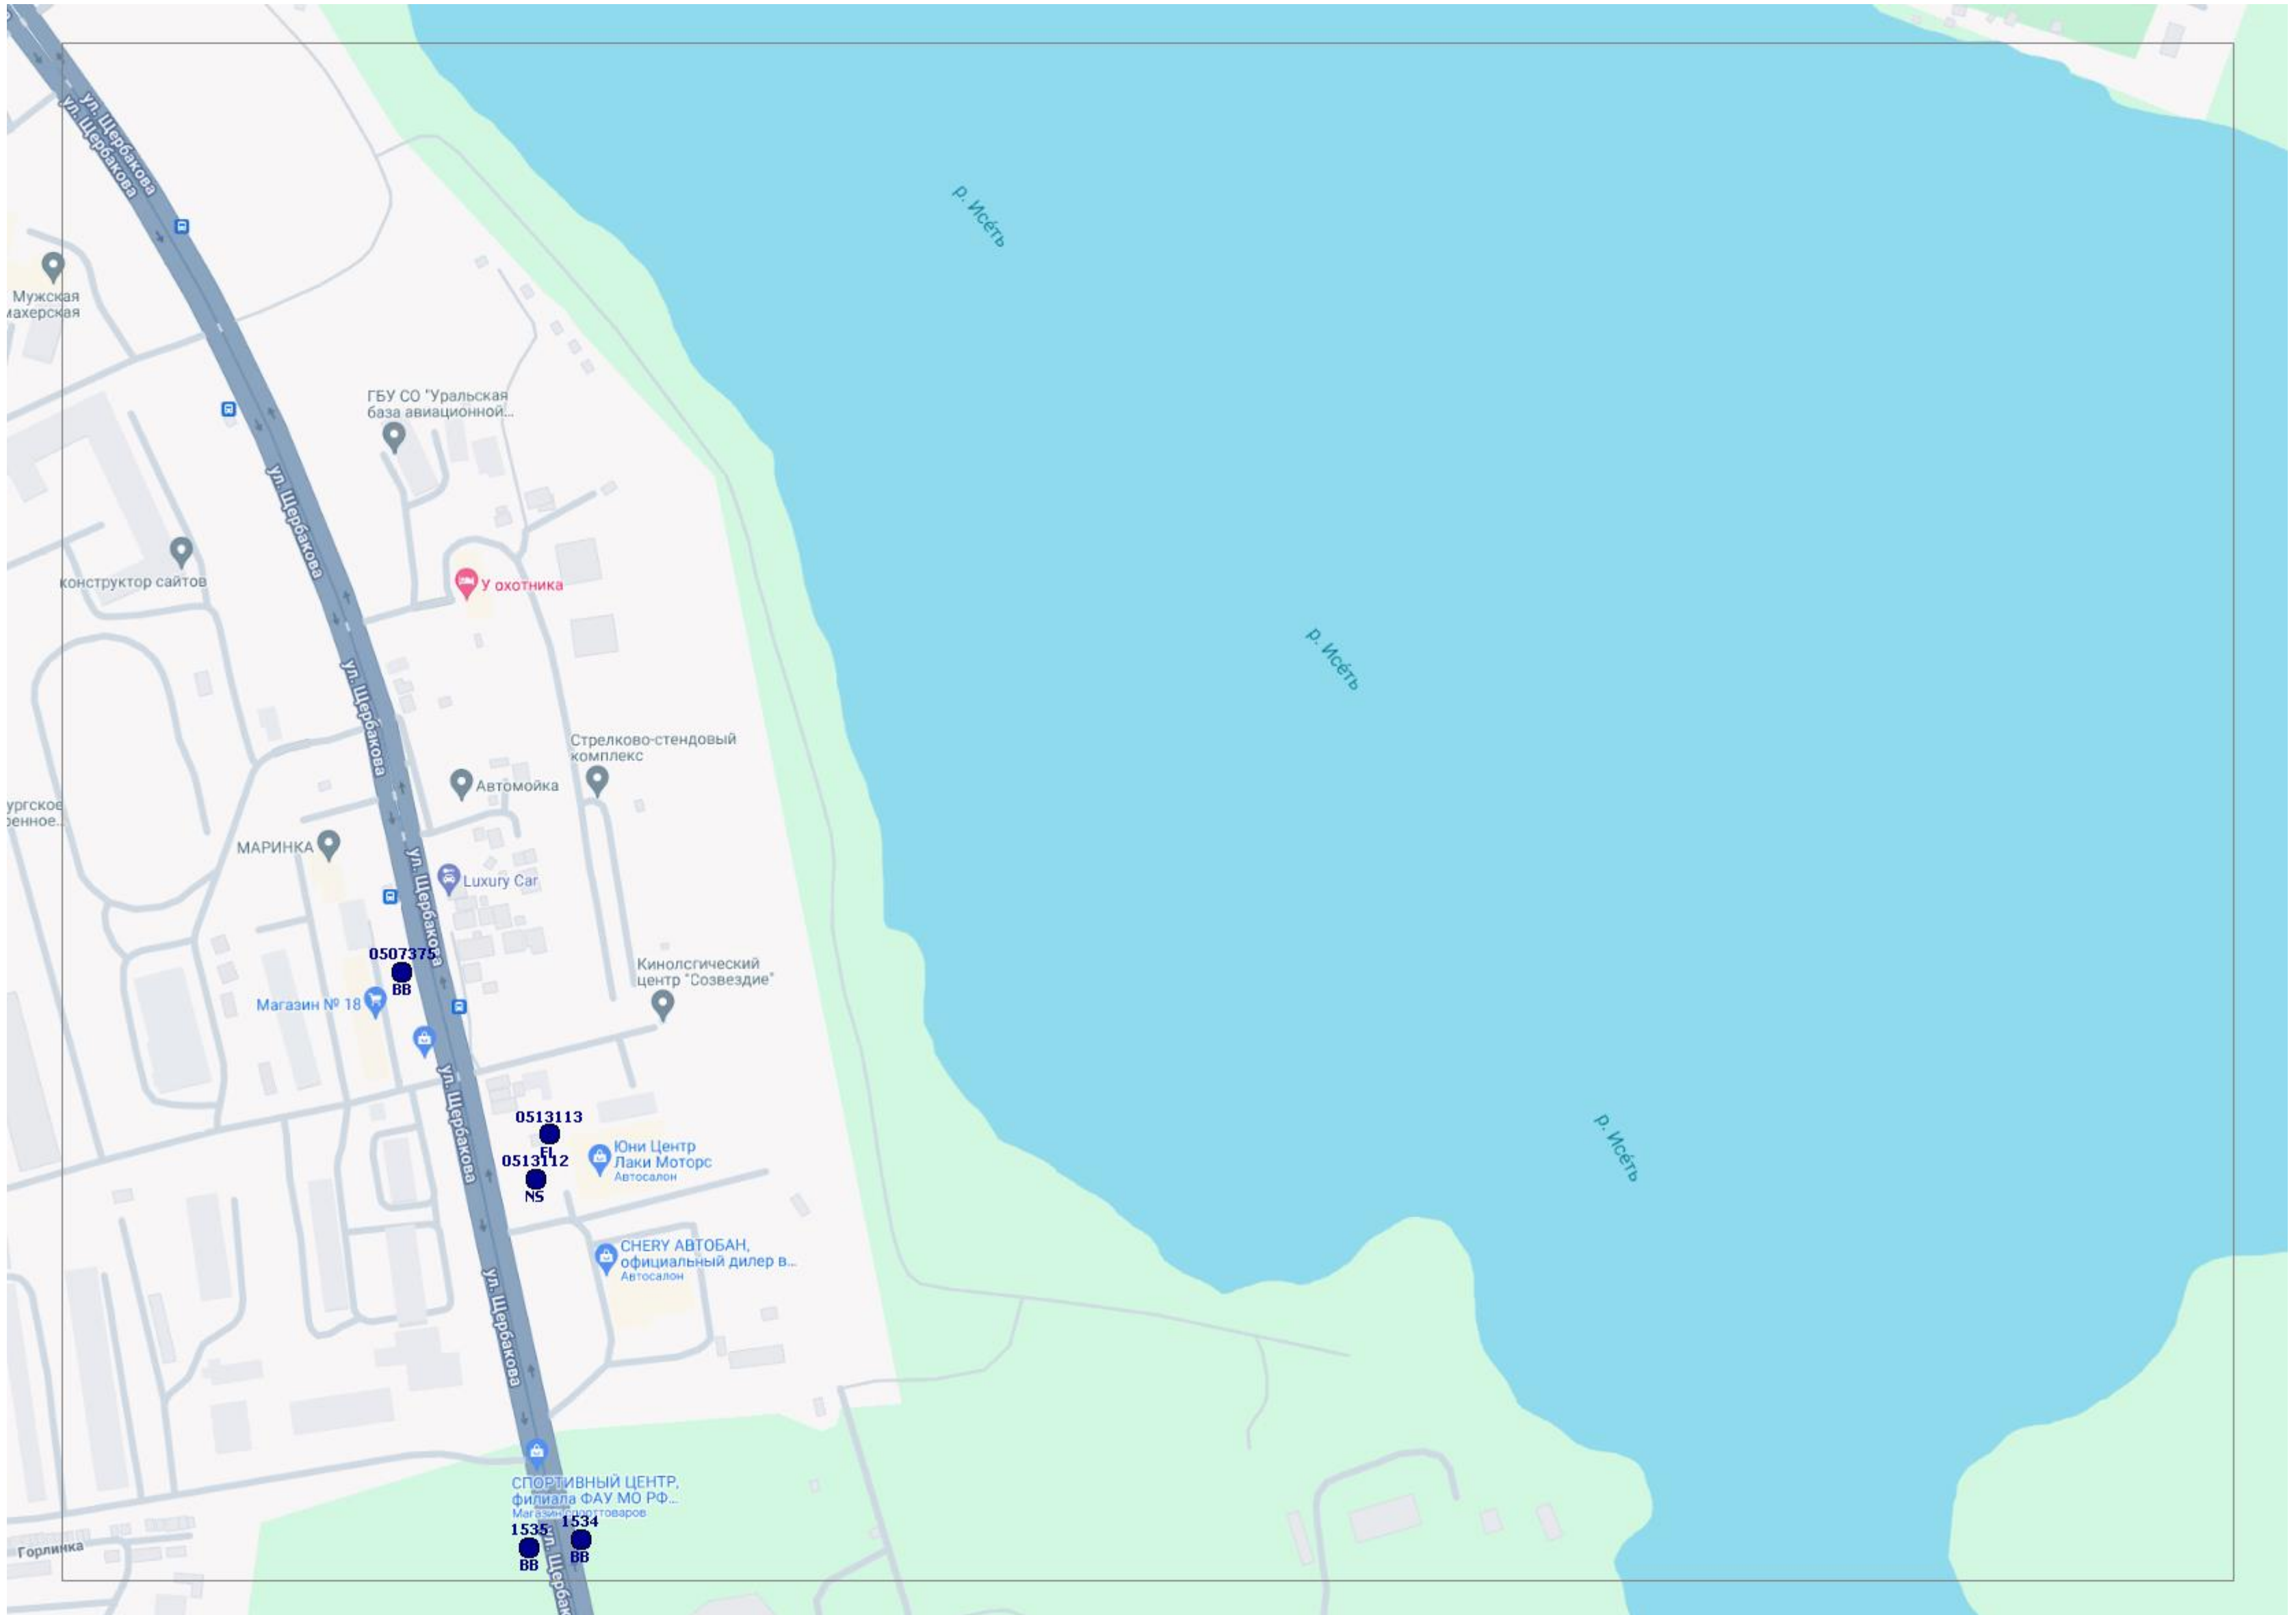 ул. Щербакова
ул. Щербакова
р. Исеть
Мужская
ГБУ СО "Уральская
база авиационной...
ул. Щербакова
конструктор сайтов
У охотника
р. Исеть
ул. Щербакова
Стрелково-стендовый
комплекс
Автомойка
МАРИНКА
ул. Щербакова
Luxury Car
0507375
BB
Кинологический
центр "Созвездие"
Магазин № 18
ул. Щербакова
0513113
FL
0513112
NS
Юни Центр
Лаки Моторс
Автосалон
р. Исеть
CHERY АВТОБАН,
официальный дилер в...
Автосалон
ул. Щербакова
СПОРТИВНЫЙ ЦЕНТР,
филиала ФАУ МО РФ...
Магазин спорттоваров
1535
BB
1534
BB
Горлинка